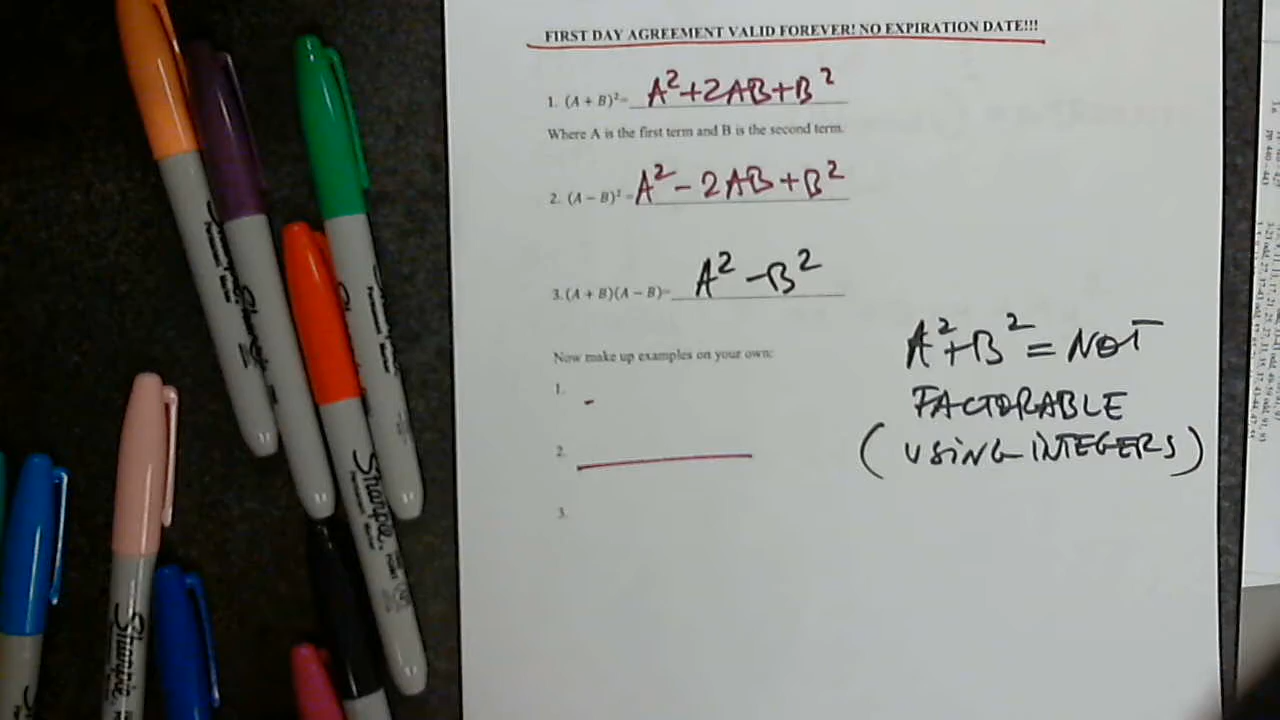 FIRST DAY AGREEMENT VALID FOREVER! NO EXPIRATION DATE!!!
1. (A + B)²= A²+2AB+B²
Where A is the first term and B is the second term.
2. (A − B)² = A² - 2AB + B²
3. (A + B)(A − B)= A² - B²
A²+B² = NOT
FACTORABLE
(USING INTEGERS)
Now make up examples on your own:
1. -
2.
3.
Sharpie.
Sharpie